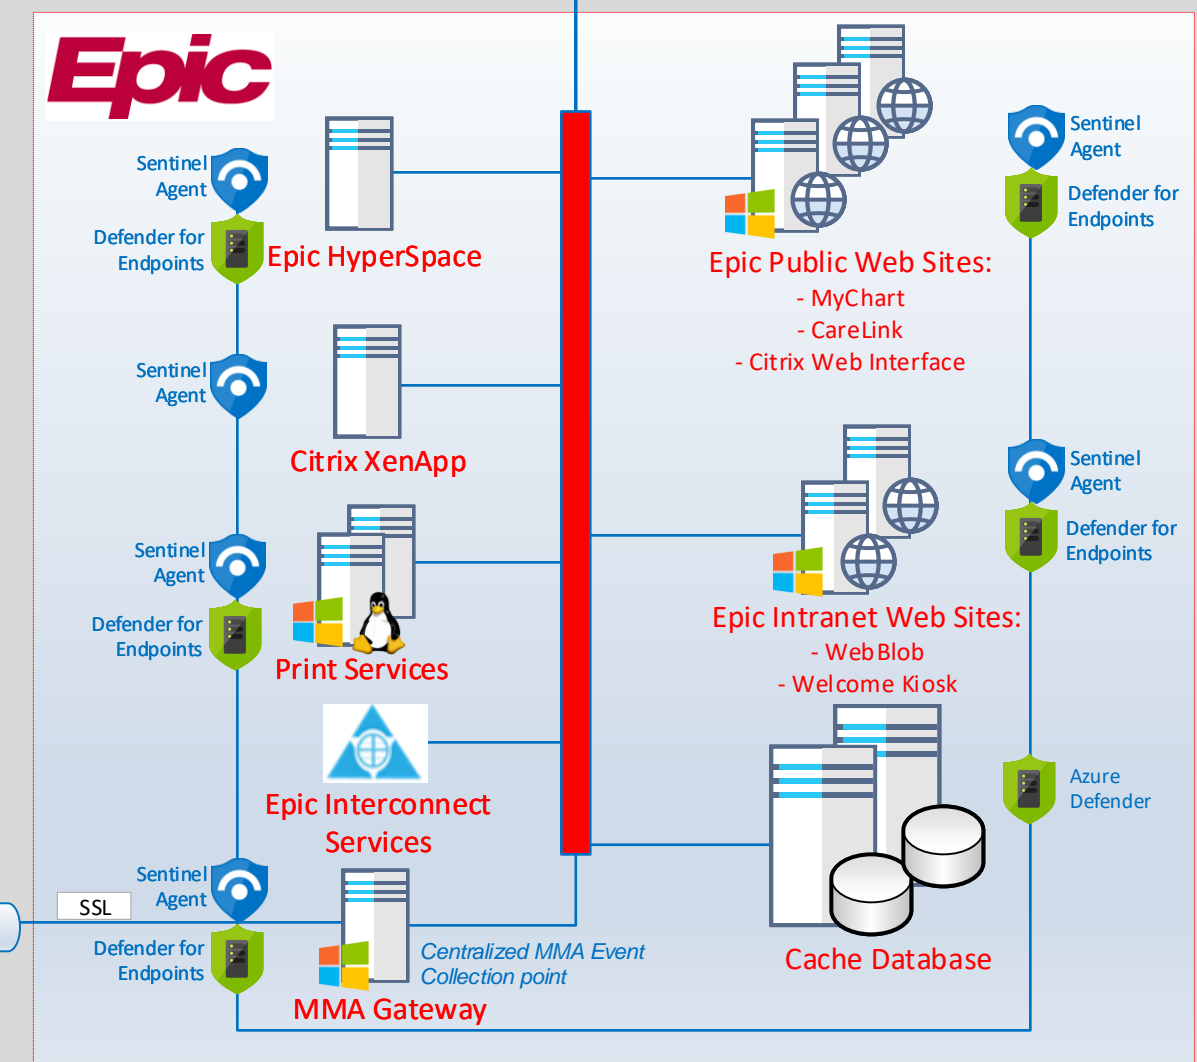 Epic
Sentinel
Agent
Defender for
Endpoints
Epic HyperSpace
Sentinel
Agent
Citrix XenApp
Sentinel
Agent
Defender for
Endpoints
Print Services
Epic Interconnect
Services
Sentinel
Agent
SSL
Defender for
Endpoints
Centralized MMA Event
Collection point
MMA Gateway
Epic Public Web Sites:
- MyChart
- CareLink
- Citrix Web Interface
Sentinel
Agent
Defender for
Endpoints
Epic Intranet Web Sites:
- WebBlob
- Welcome Kiosk
Sentinel
Agent
Defender for
Endpoints
Azure
Defender
Cache Database